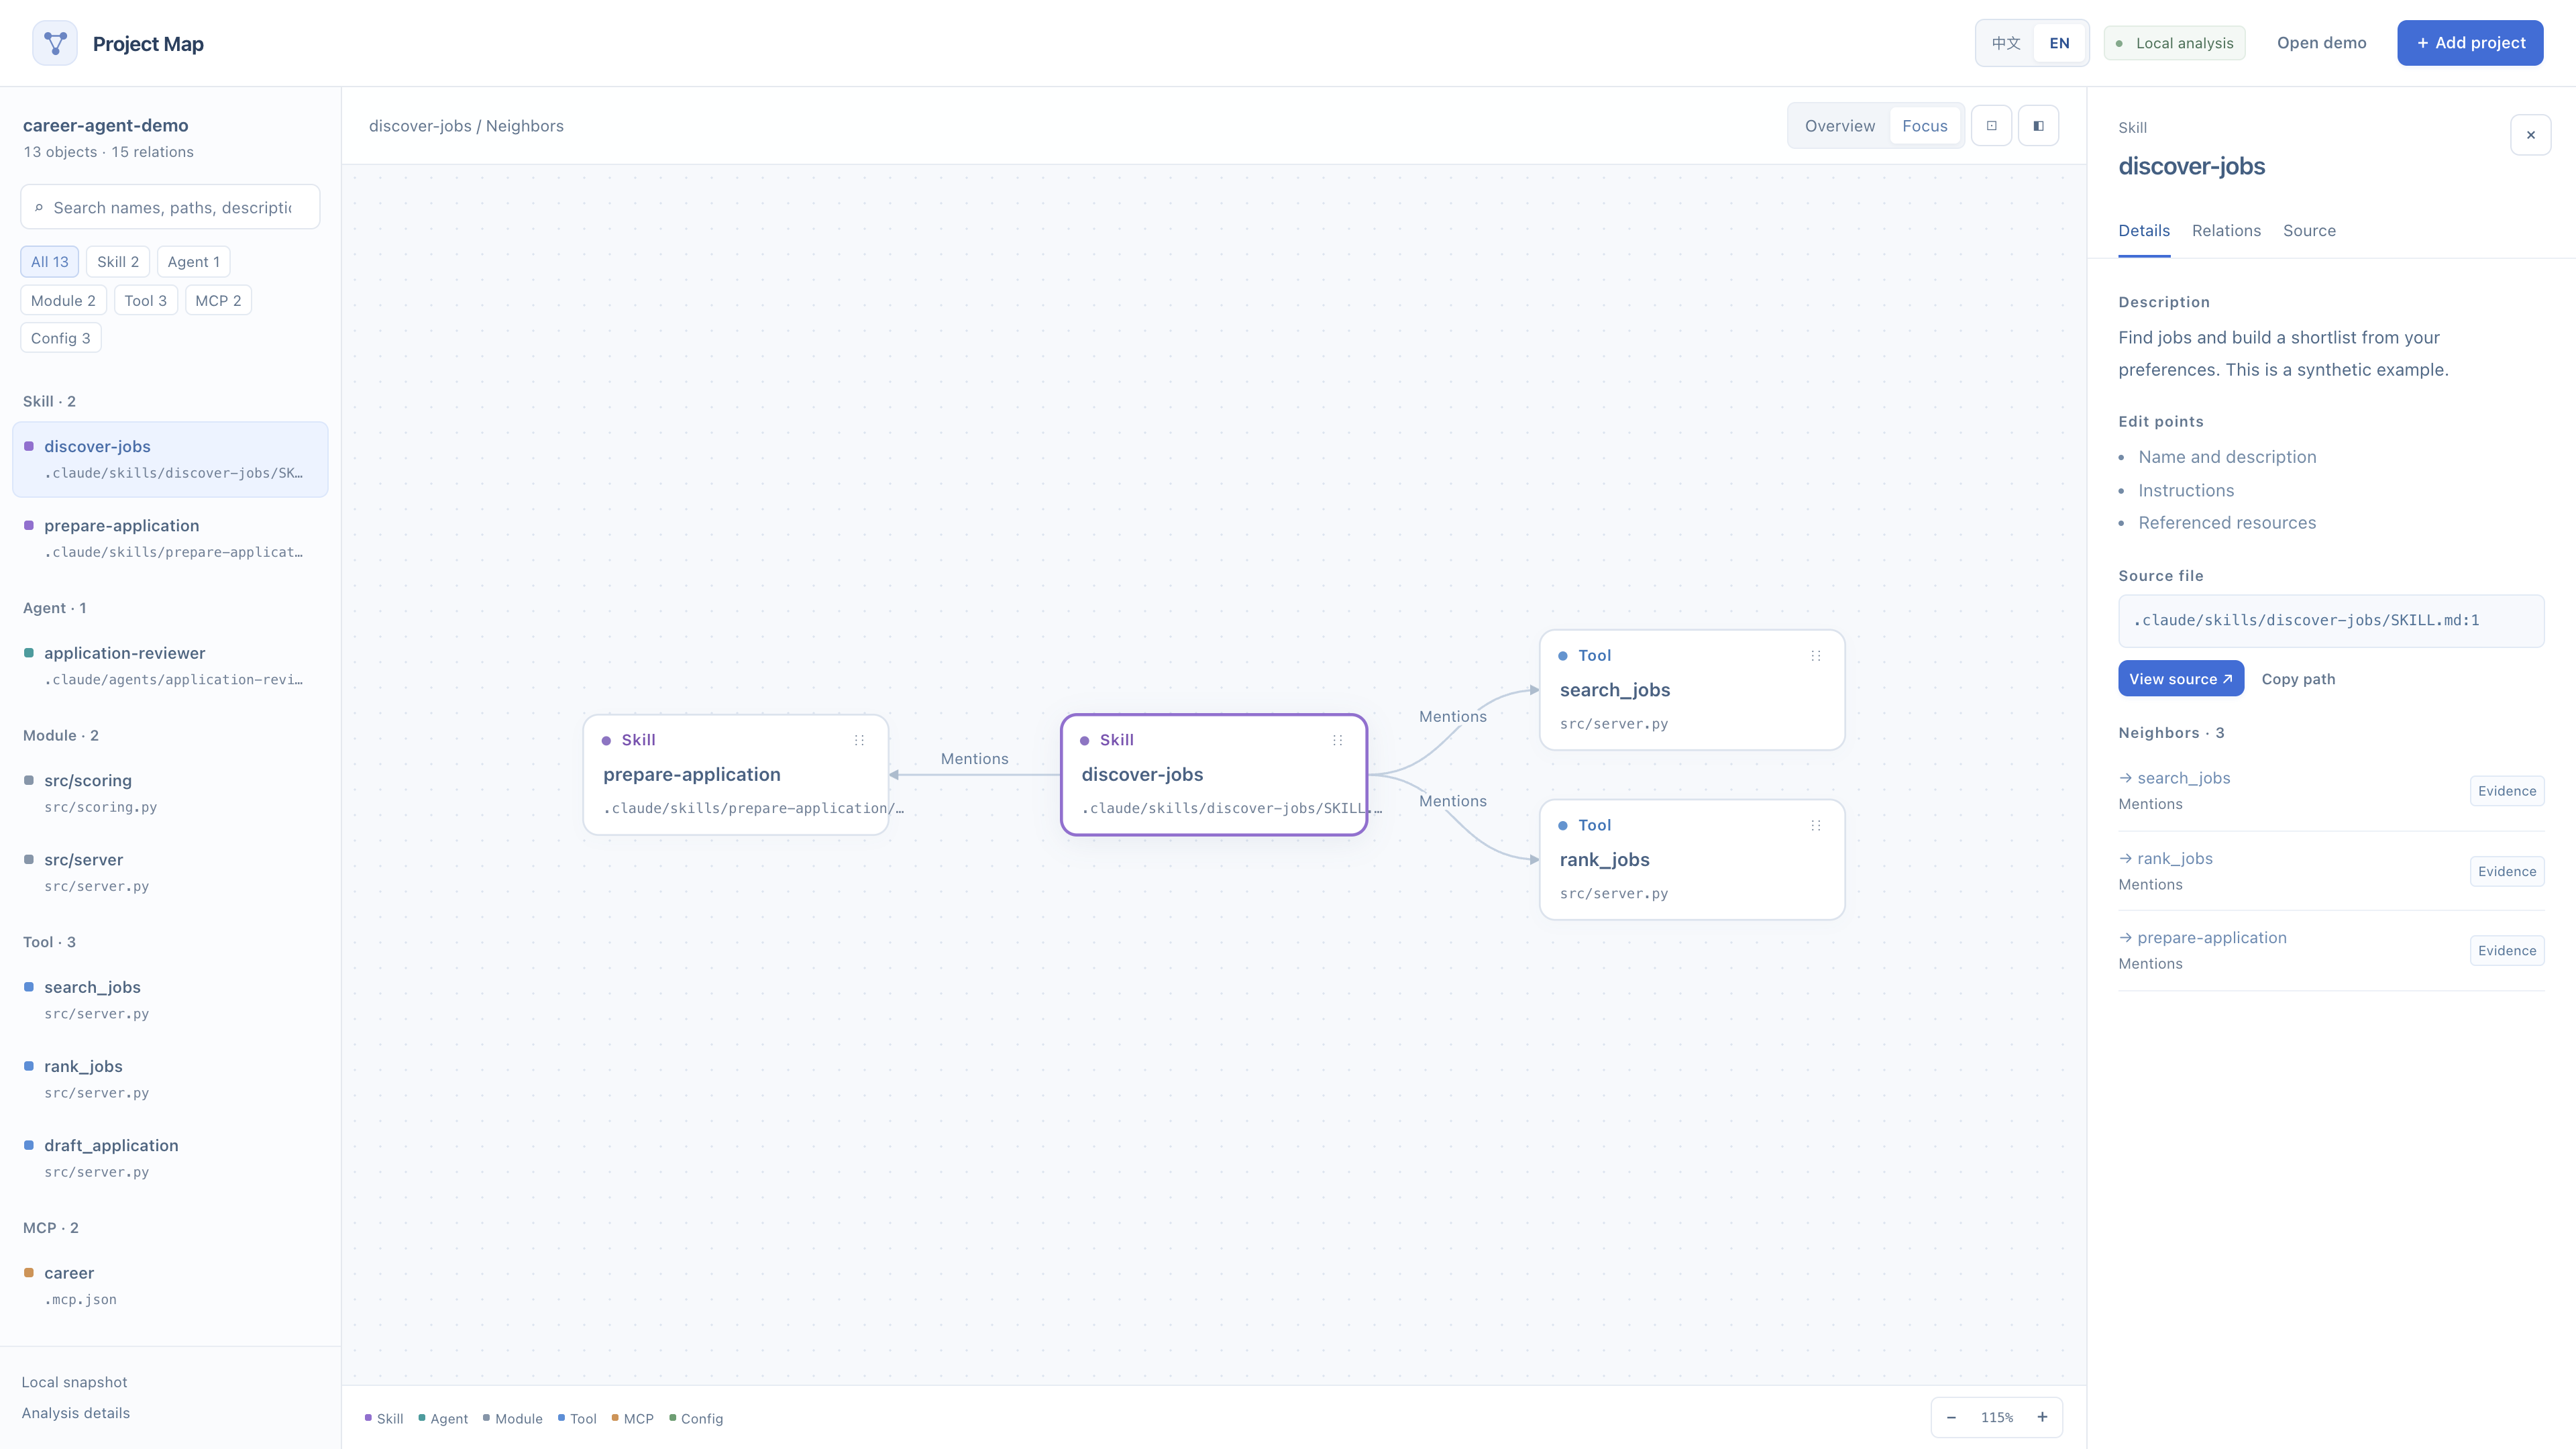 Project Map
中文 EN
Local analysis
Open demo
+ Add project
career-agent-demo
13 objects · 15 relations
Search names, paths, descriptio
All 13 Skill 2 Agent 1
Module 2 Tool 3 MCP 2
Config 3
Skill · 2
discover-jobs
.claude/skills/discover-jobs/SK…
prepare-application
.claude/skills/prepare-applicat…
Agent · 1
application-reviewer
.claude/agents/application-revi…
Module · 2
src/scoring
src/scoring.py
src/server
src/server.py
Tool · 3
search_jobs
src/server.py
rank_jobs
src/server.py
draft_application
src/server.py
MCP · 2
career
.mcp.json
Local snapshot
Analysis details
discover-jobs / Neighbors
Overview Focus
Skill
prepare-application
.claude/skills/prepare-application/…
Mentions
Skill
discover-jobs
.claude/skills/discover-jobs/SKILL.…
Mentions
Mentions
Tool
search_jobs
src/server.py
Tool
rank_jobs
src/server.py
Skill Agent Module Tool MCP Config
− 115% +
Skill
×
discover-jobs
Details Relations Source
Description
Find jobs and build a shortlist from your
preferences. This is a synthetic example.
Edit points
• Name and description
• Instructions
• Referenced resources
Source file
.claude/skills/discover-jobs/SKILL.md:1
View source ↗ Copy path
Neighbors · 3
→ search_jobs
Mentions
Evidence
→ rank_jobs
Mentions
Evidence
→ prepare-application
Mentions
Evidence